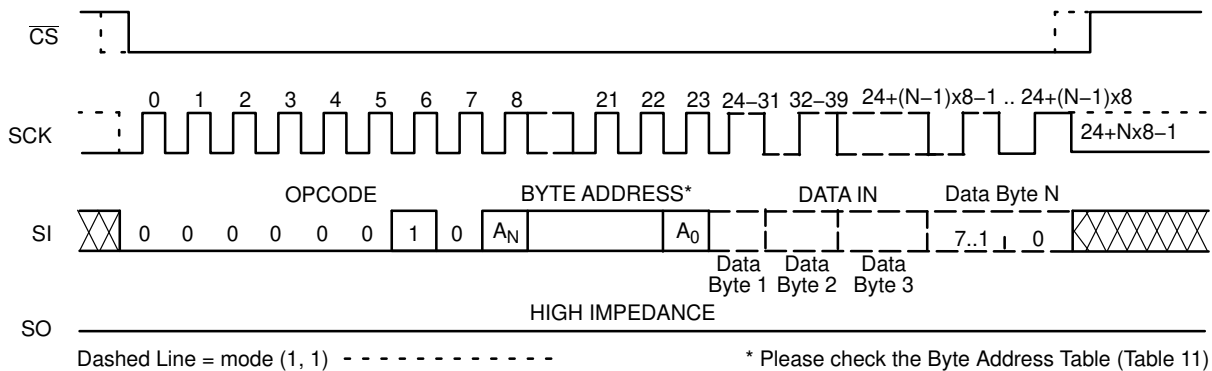 CS
0 1 2 3 4 5 6 7 8 21 22 23 24–31 32–39 24+(N–1)x8–1 .. 24+(N–1)x8
SCK
24+Nx8–1
OPCODE BYTE ADDRESS* DATA IN Data Byte N
SI 0 0 0 0 0 0 1 0 AN A0 7..1 0
Data Byte 1
Data Byte 2
Data Byte 3
HIGH IMPEDANCE
SO
Dashed Line = mode (1, 1) * Please check the Byte Address Table (Table 11)